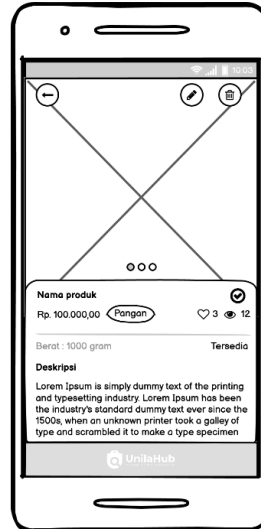 10:03
Nama produk
Rp. 100.000,00 Pangan 3 12
Berat : 1000 gram Tersedia
Deskripsi
Lorem Ipsum is simply dummy text of the printing
and typesetting industry. Lorem Ipsum has been
the industry's standard dummy text ever since the
1500s, when an unknown printer took a galley of
type and scrambled it to make a type specimen
UnilaHub